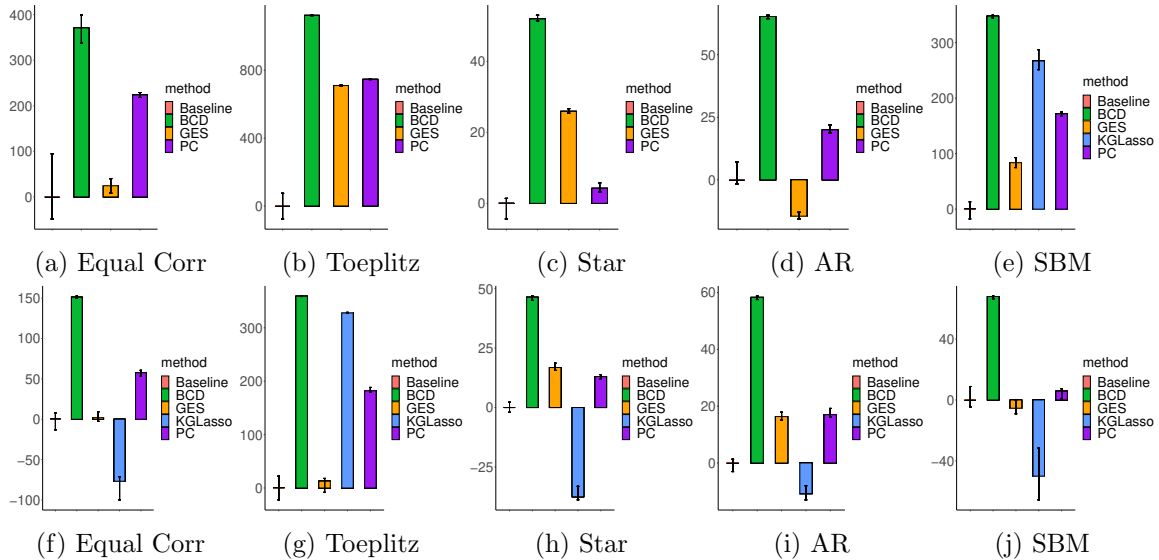 400
300
200
100
0
method
Baseline
BCD
GES
PC
(a) Equal Corr
800
400
0
method
Baseline
BCD
GES
PC
(b) Toeplitz
40
20
0
method
Baseline
BCD
GES
PC
(c) Star
50
25
0
method
Baseline
BCD
GES
PC
(d) AR
300
200
100
0
method
Baseline
BCD
GES
KGLasso
PC
(e) SBM
150
100
50
0
−50
−100
method
Baseline
BCD
GES
KGLasso
PC
(f) Equal Corr
300
200
100
0
method
Baseline
BCD
GES
KGLasso
PC
(g) Toeplitz
50
25
0
−25
method
Baseline
BCD
GES
KGLasso
PC
(h) Star
60
40
20
0
method
Baseline
BCD
GES
KGLasso
PC
(i) AR
40
0
−40
method
Baseline
BCD
GES
KGLasso
PC
(j) SBM